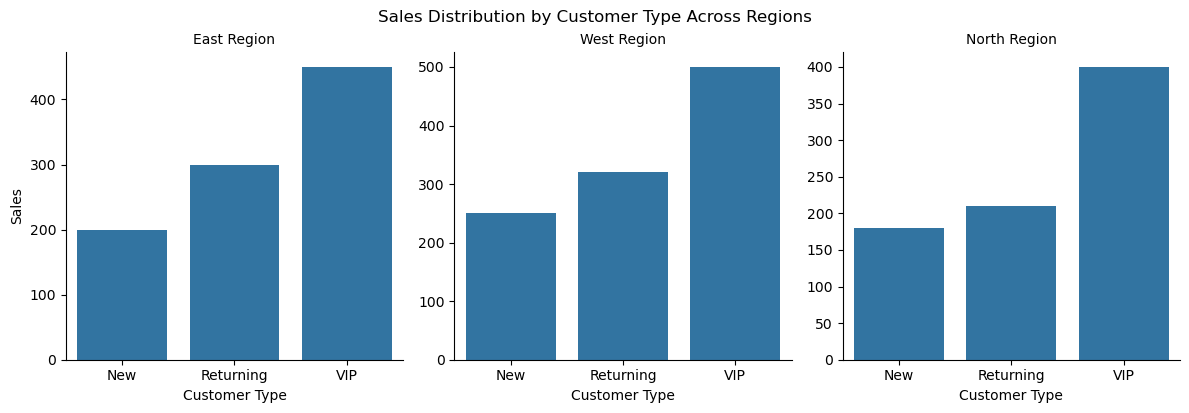 Sales Distribution by Customer Type Across Regions
East Region
Sales
400
300
200
100
0
New Returning VIP
Customer Type
West Region
500
400
300
200
100
0
New Returning VIP
Customer Type
North Region
400
350
300
250
200
150
100
50
0
New Returning VIP
Customer Type